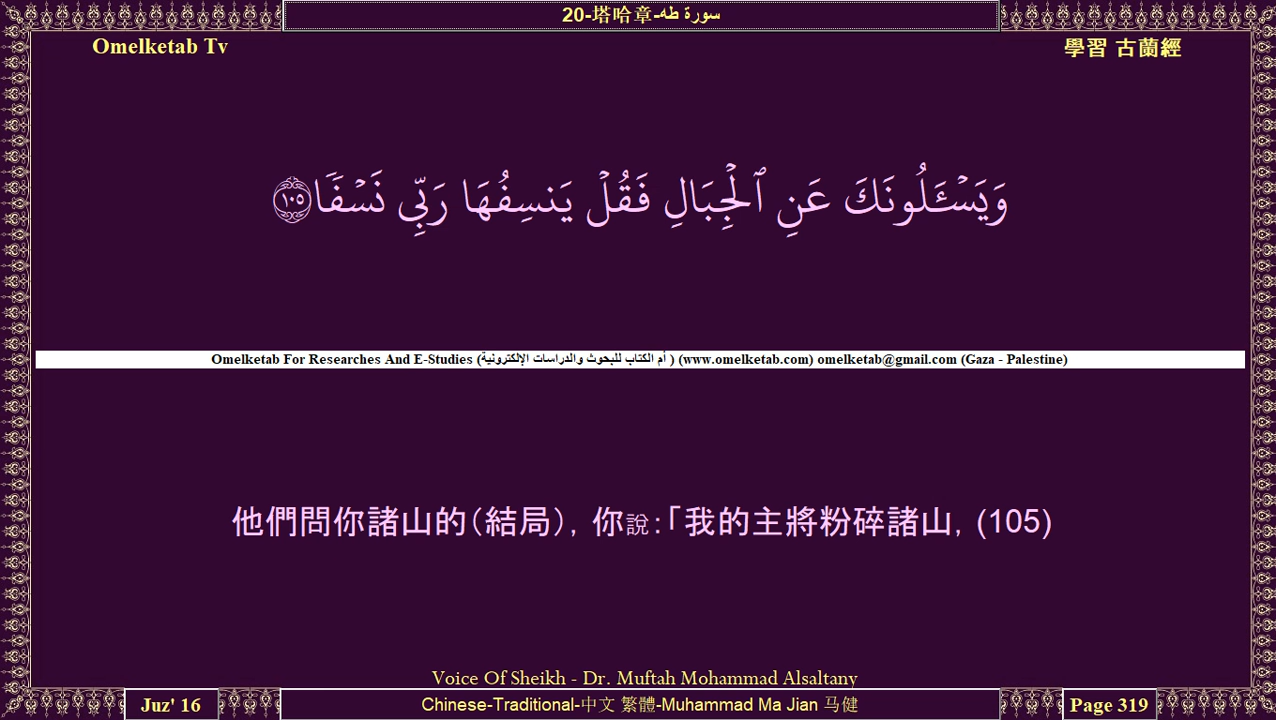 20-塔哈章-سورة طه
Omelketab Tv
學習 古蘭經
وَيَسْـَٔلُونَكَ عَنِ ٱلْجِبَالِ فَقُلْ يَنسِفُهَا رَبِّى نَسْفًا ١٠٥
Omelketab For Researches And E-Studies (أم الكتاب للبحوث والدراسات الإلكترونية ) (www.omelketab.com) omelketab@gmail.com (Gaza - Palestine)
他們問你諸山的(結局), 你說:「我的主將粉碎諸山, (105)
Voice Of Sheikh - Dr. Muftah Mohammad Alsaltany
Juz' 16
Chinese-Traditional-中文 繁體-Muhammad Ma Jian 马健
Page 319